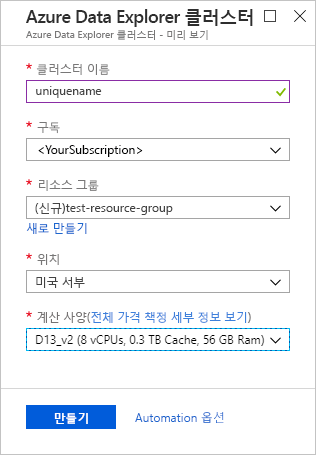 Azure Data Explorer 클러스터
Azure Data Explorer 클러스터 - 미리 보기
* 클러스터 이름
uniquename
* 구독
<YourSubscription>
* 리소스 그룹
(신규)test-resource-group
새로 만들기
* 위치
미국 서부
* 계산 사양(전체 가격 책정 세부 정보 보기)
D13_v2 (8 vCPUs, 0.3 TB Cache, 56 GB Ram)
만들기 Automation 옵션